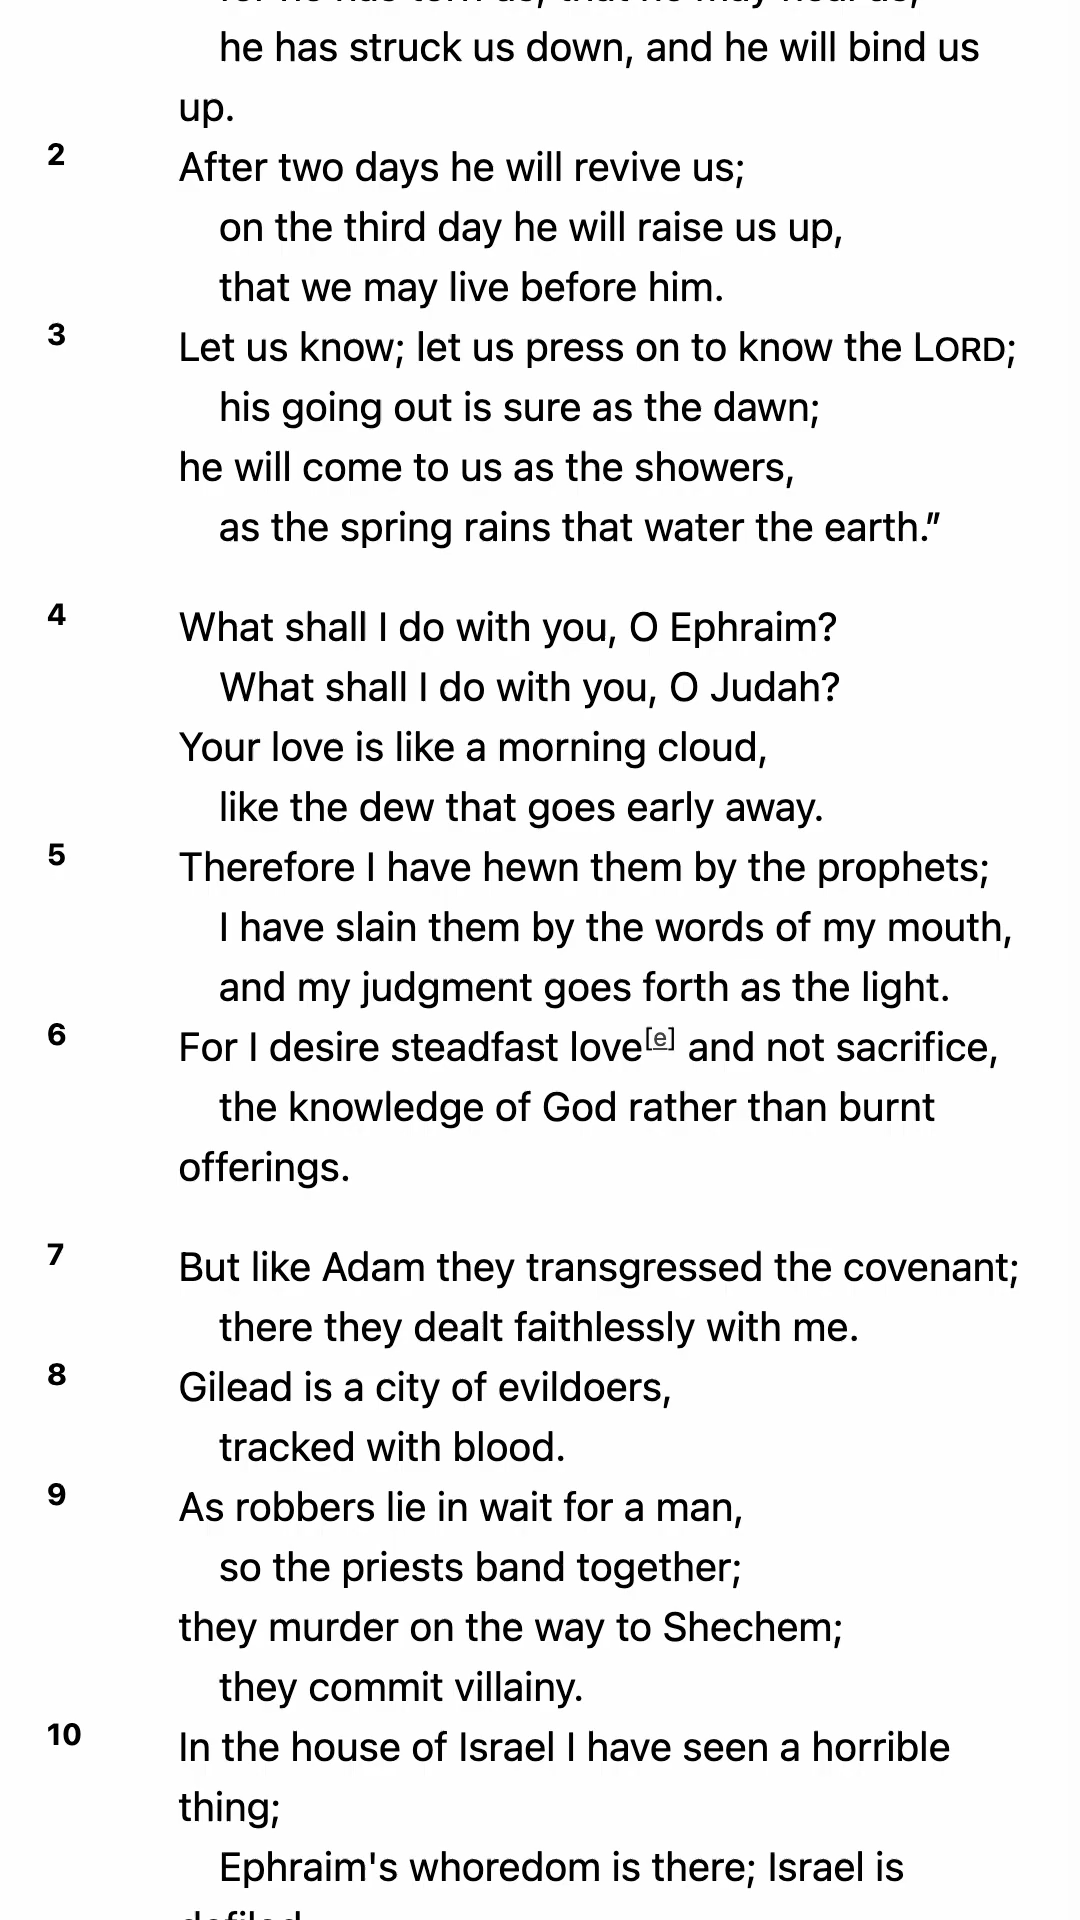 he has struck us down, and he will bind us
up.
2 After two days he will revive us;
on the third day he will raise us up,
that we may live before him.
3 Let us know; let us press on to know the LORD;
his going out is sure as the dawn;
he will come to us as the showers,
as the spring rains that water the earth.”
4 What shall I do with you, O Ephraim?
What shall I do with you, O Judah?
Your love is like a morning cloud,
like the dew that goes early away.
5 Therefore I have hewn them by the prophets;
I have slain them by the words of my mouth,
and my judgment goes forth as the light.
6 For I desire steadfast love[e] and not sacrifice,
the knowledge of God rather than burnt
offerings.
7 But like Adam they transgressed the covenant;
there they dealt faithlessly with me.
8 Gilead is a city of evildoers,
tracked with blood.
9 As robbers lie in wait for a man,
so the priests band together;
they murder on the way to Shechem;
they commit villainy.
10 In the house of Israel I have seen a horrible
thing;
Ephraim's whoredom is there; Israel is